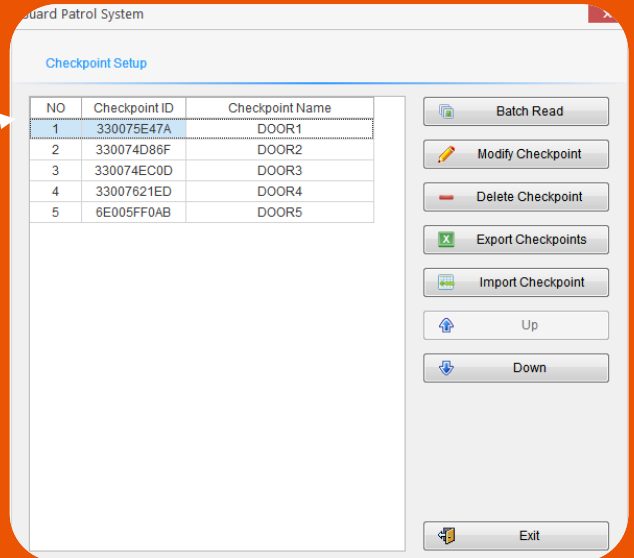 uard Patrol System
Checkpoint Setup
NO Checkpoint ID Checkpoint Name
1 330075E47A DOOR1
2 330074D86F DOOR2
3 330074EC0D DOOR3
4 33007621ED DOOR4
5 6E005FF0AB DOOR5
Batch Read
Modify Checkpoint
Delete Checkpoint
Export Checkpoints
Import Checkpoint
Up
Down
Exit